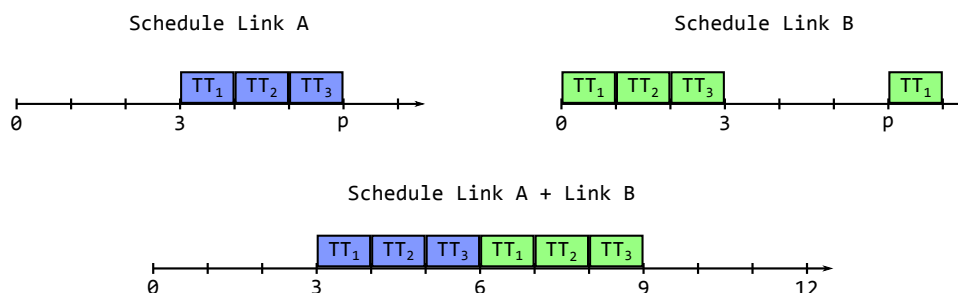 Schedule Link A
Schedule Link B
TT₁ TT₂ TT₃
TT₁ TT₂ TT₃ TT₁
0 3 p
0 3 p
Schedule Link A + Link B
TT₁ TT₂ TT₃ TT₁ TT₂ TT₃
0 3 6 9 12